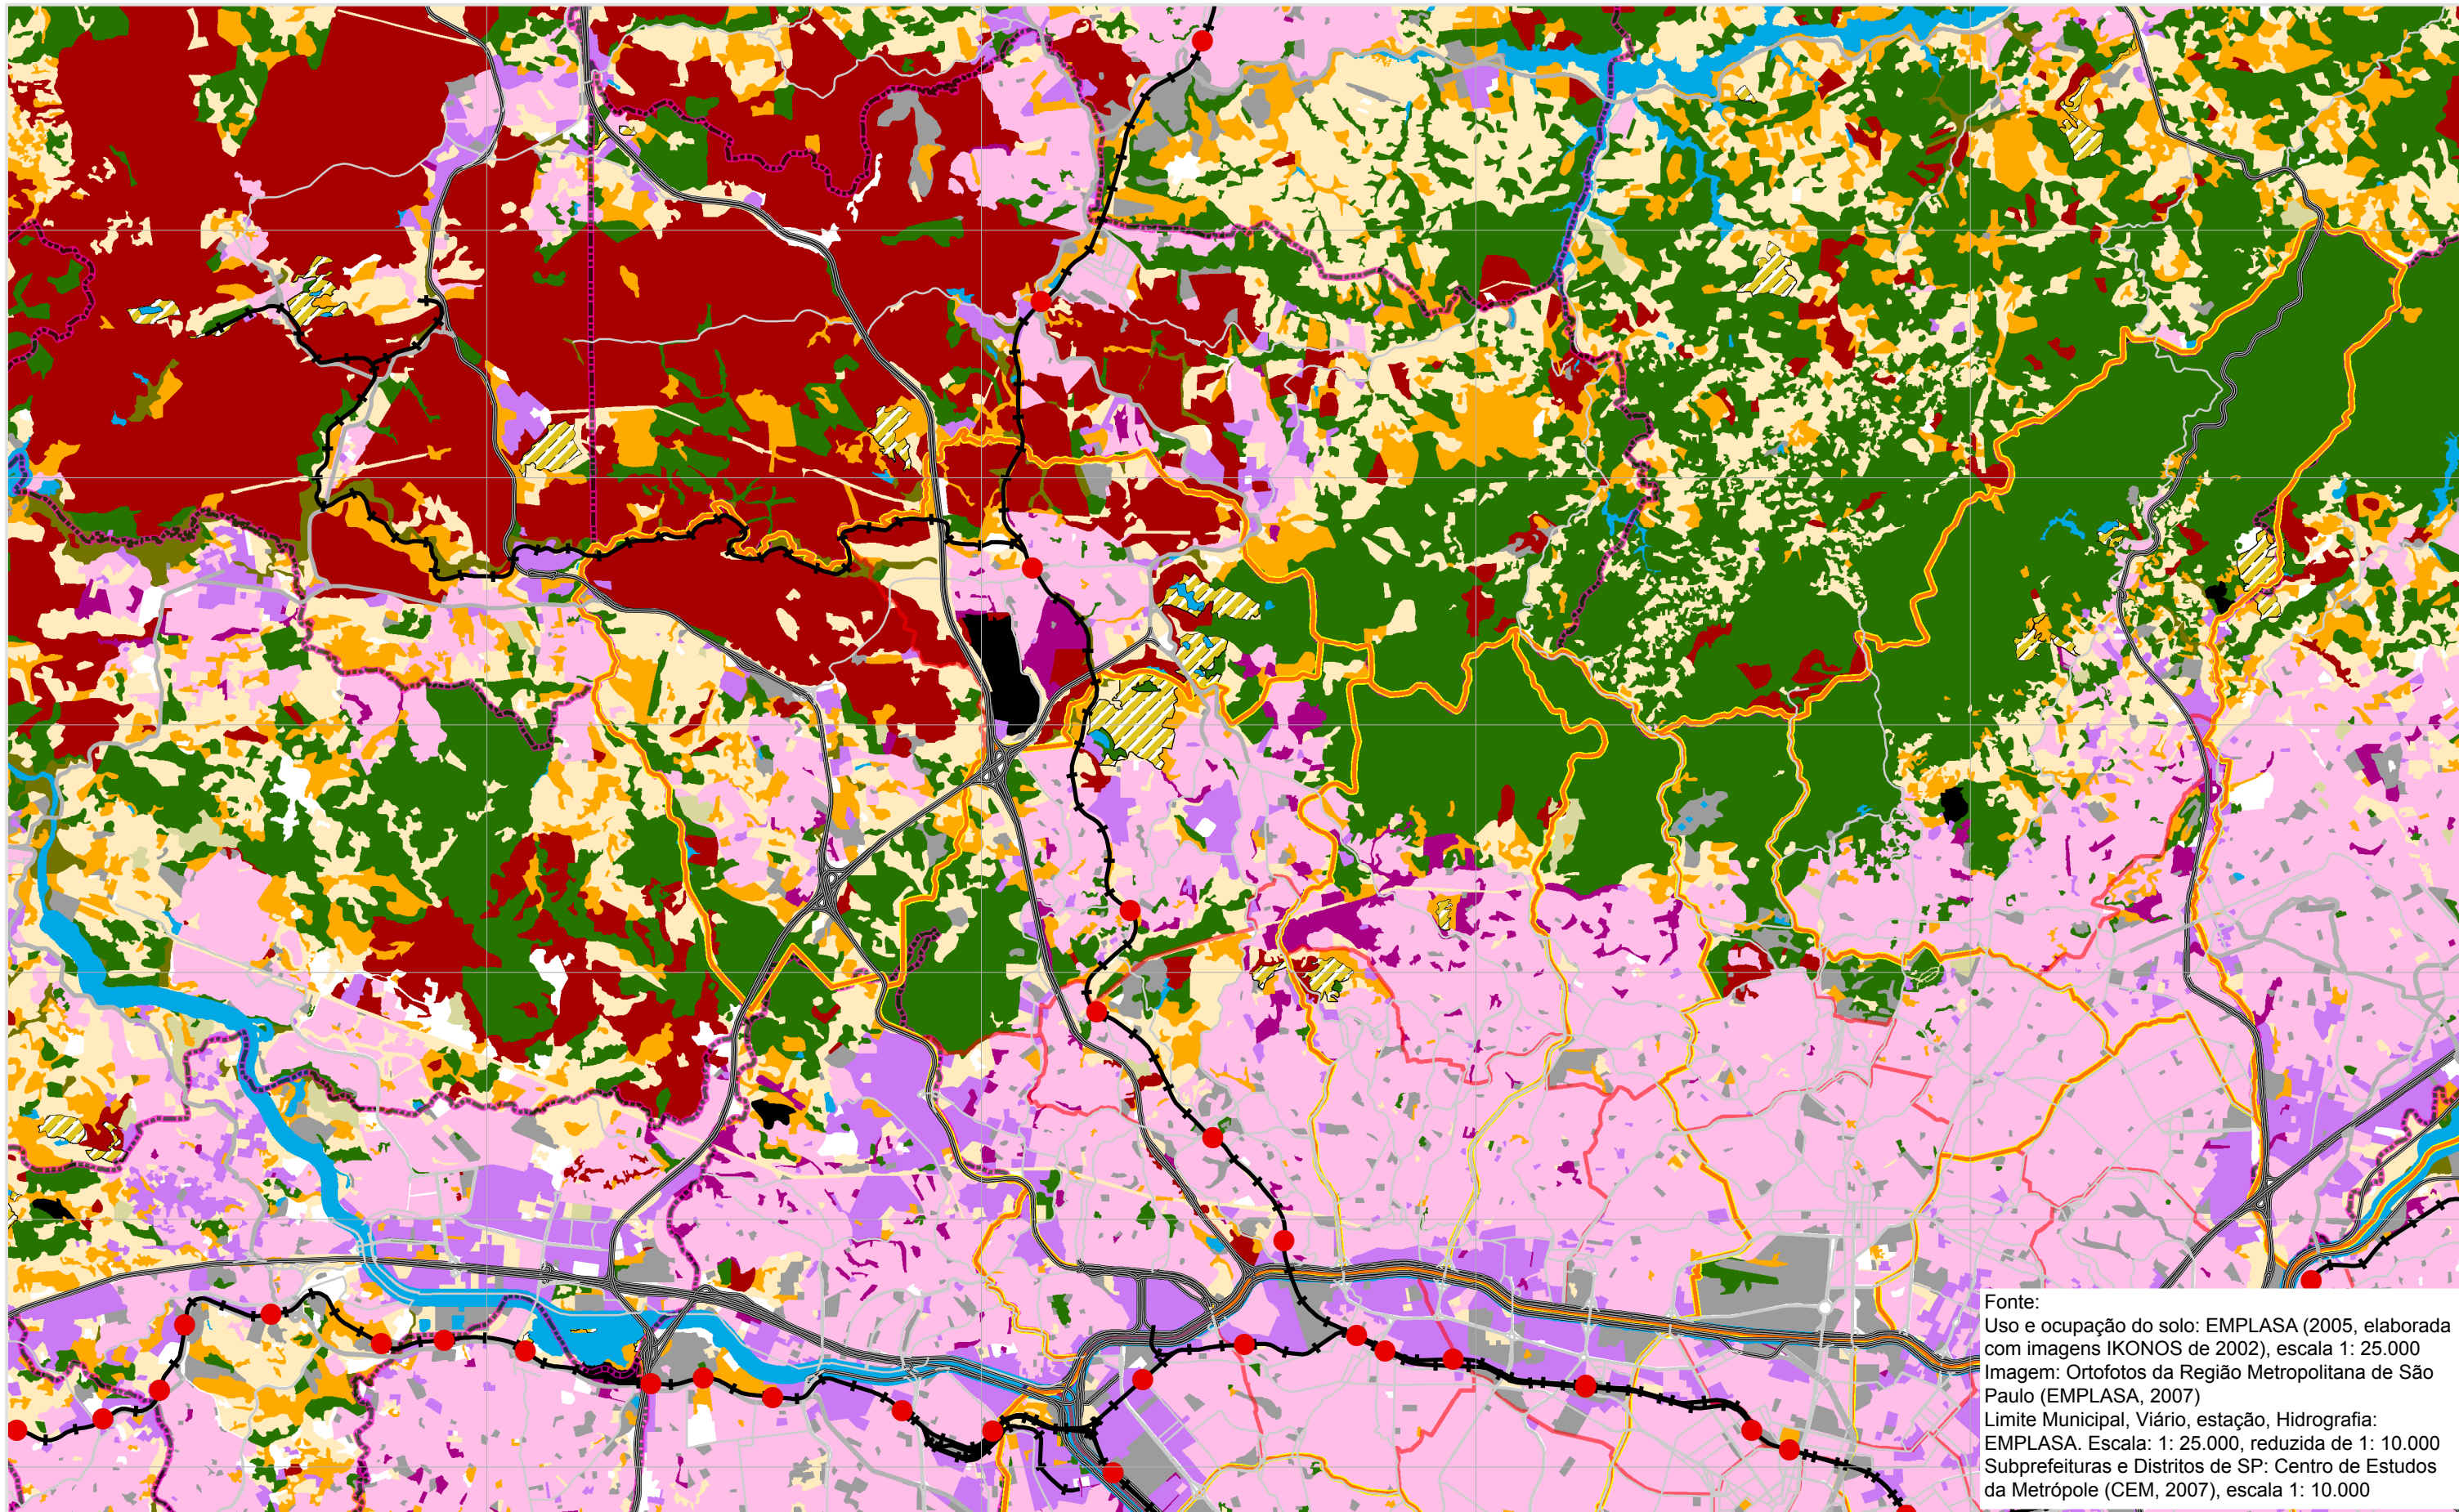 Fonte:
Uso e ocupação do solo: EMPLASA (2005, elaborada
com imagens IKONOS de 2002), escala 1: 25.000
Imagem: Ortofotos da Região Metropolitana de São
Paulo (EMPLASA, 2007)
Limite Municipal, Viário, estação, Hidrografia:
EMPLASA. Escala: 1: 25.000, reduzida de 1: 10.000
Subprefeituras e Distritos de SP: Centro de Estudos
da Metrópole (CEM, 2007), escala 1: 10.000